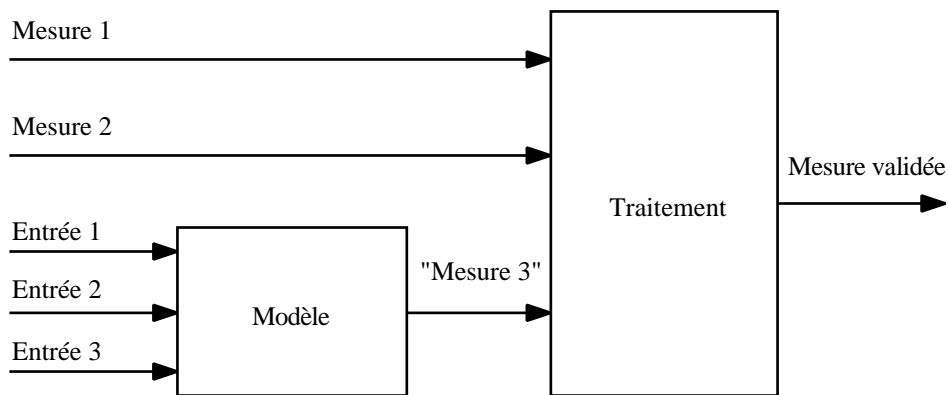 Mesure 1
Mesure 2
Mesure validée
Traitement
Entrée 1
Entrée 2
Entrée 3
Modèle
"Mesure 3"